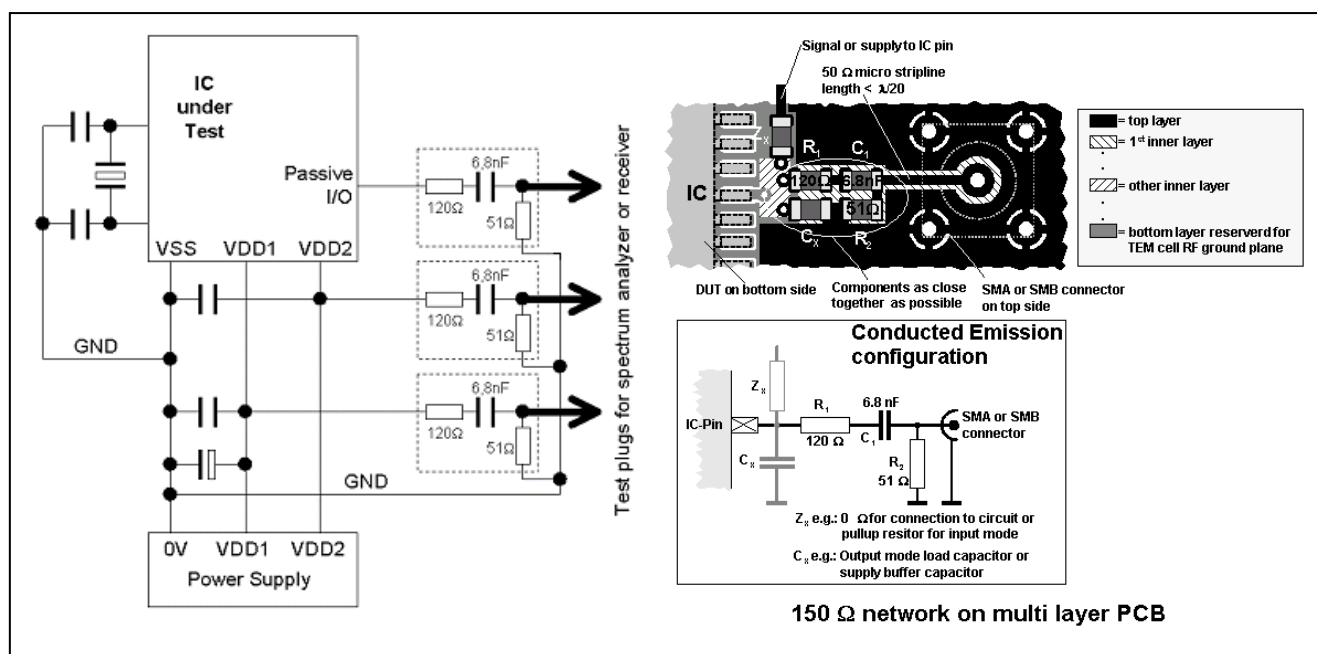 IC
under
Test
Passive
I/O
VSS VDD1 VDD2
GND
6,8nF
120Ω
51Ω
6,8nF
120Ω
51Ω
6,8nF
120Ω
51Ω
GND
0V VDD1 VDD2
Power Supply
Test plugs for spectrum analyzer or receiver
Signal or supply to IC pin
50 Ω micro stripline
length < λ/20
R1 C1
IC
120Ω 6.8nF
51Ω
CX R2
DUT on bottom side
Components as close
together as possible
SMA or SMB connector
on top side
= top layer
= 1st inner layer
.
.
= other inner layer
.
.
= bottom layer reserverd for
TEM cell RF ground plane
Conducted Emission
configuration
ZX
R1
6.8 nF
IC-Pin
120 Ω
C1
SMA or SMB
connector
CX
R2
51 Ω
ZX e.g.: 0 Ω for connection to circuit or
pullup resitor for input mode
CX e.g.: Output mode load capacitor or
supply buffer capacitor
150 Ω network on multi layer PCB